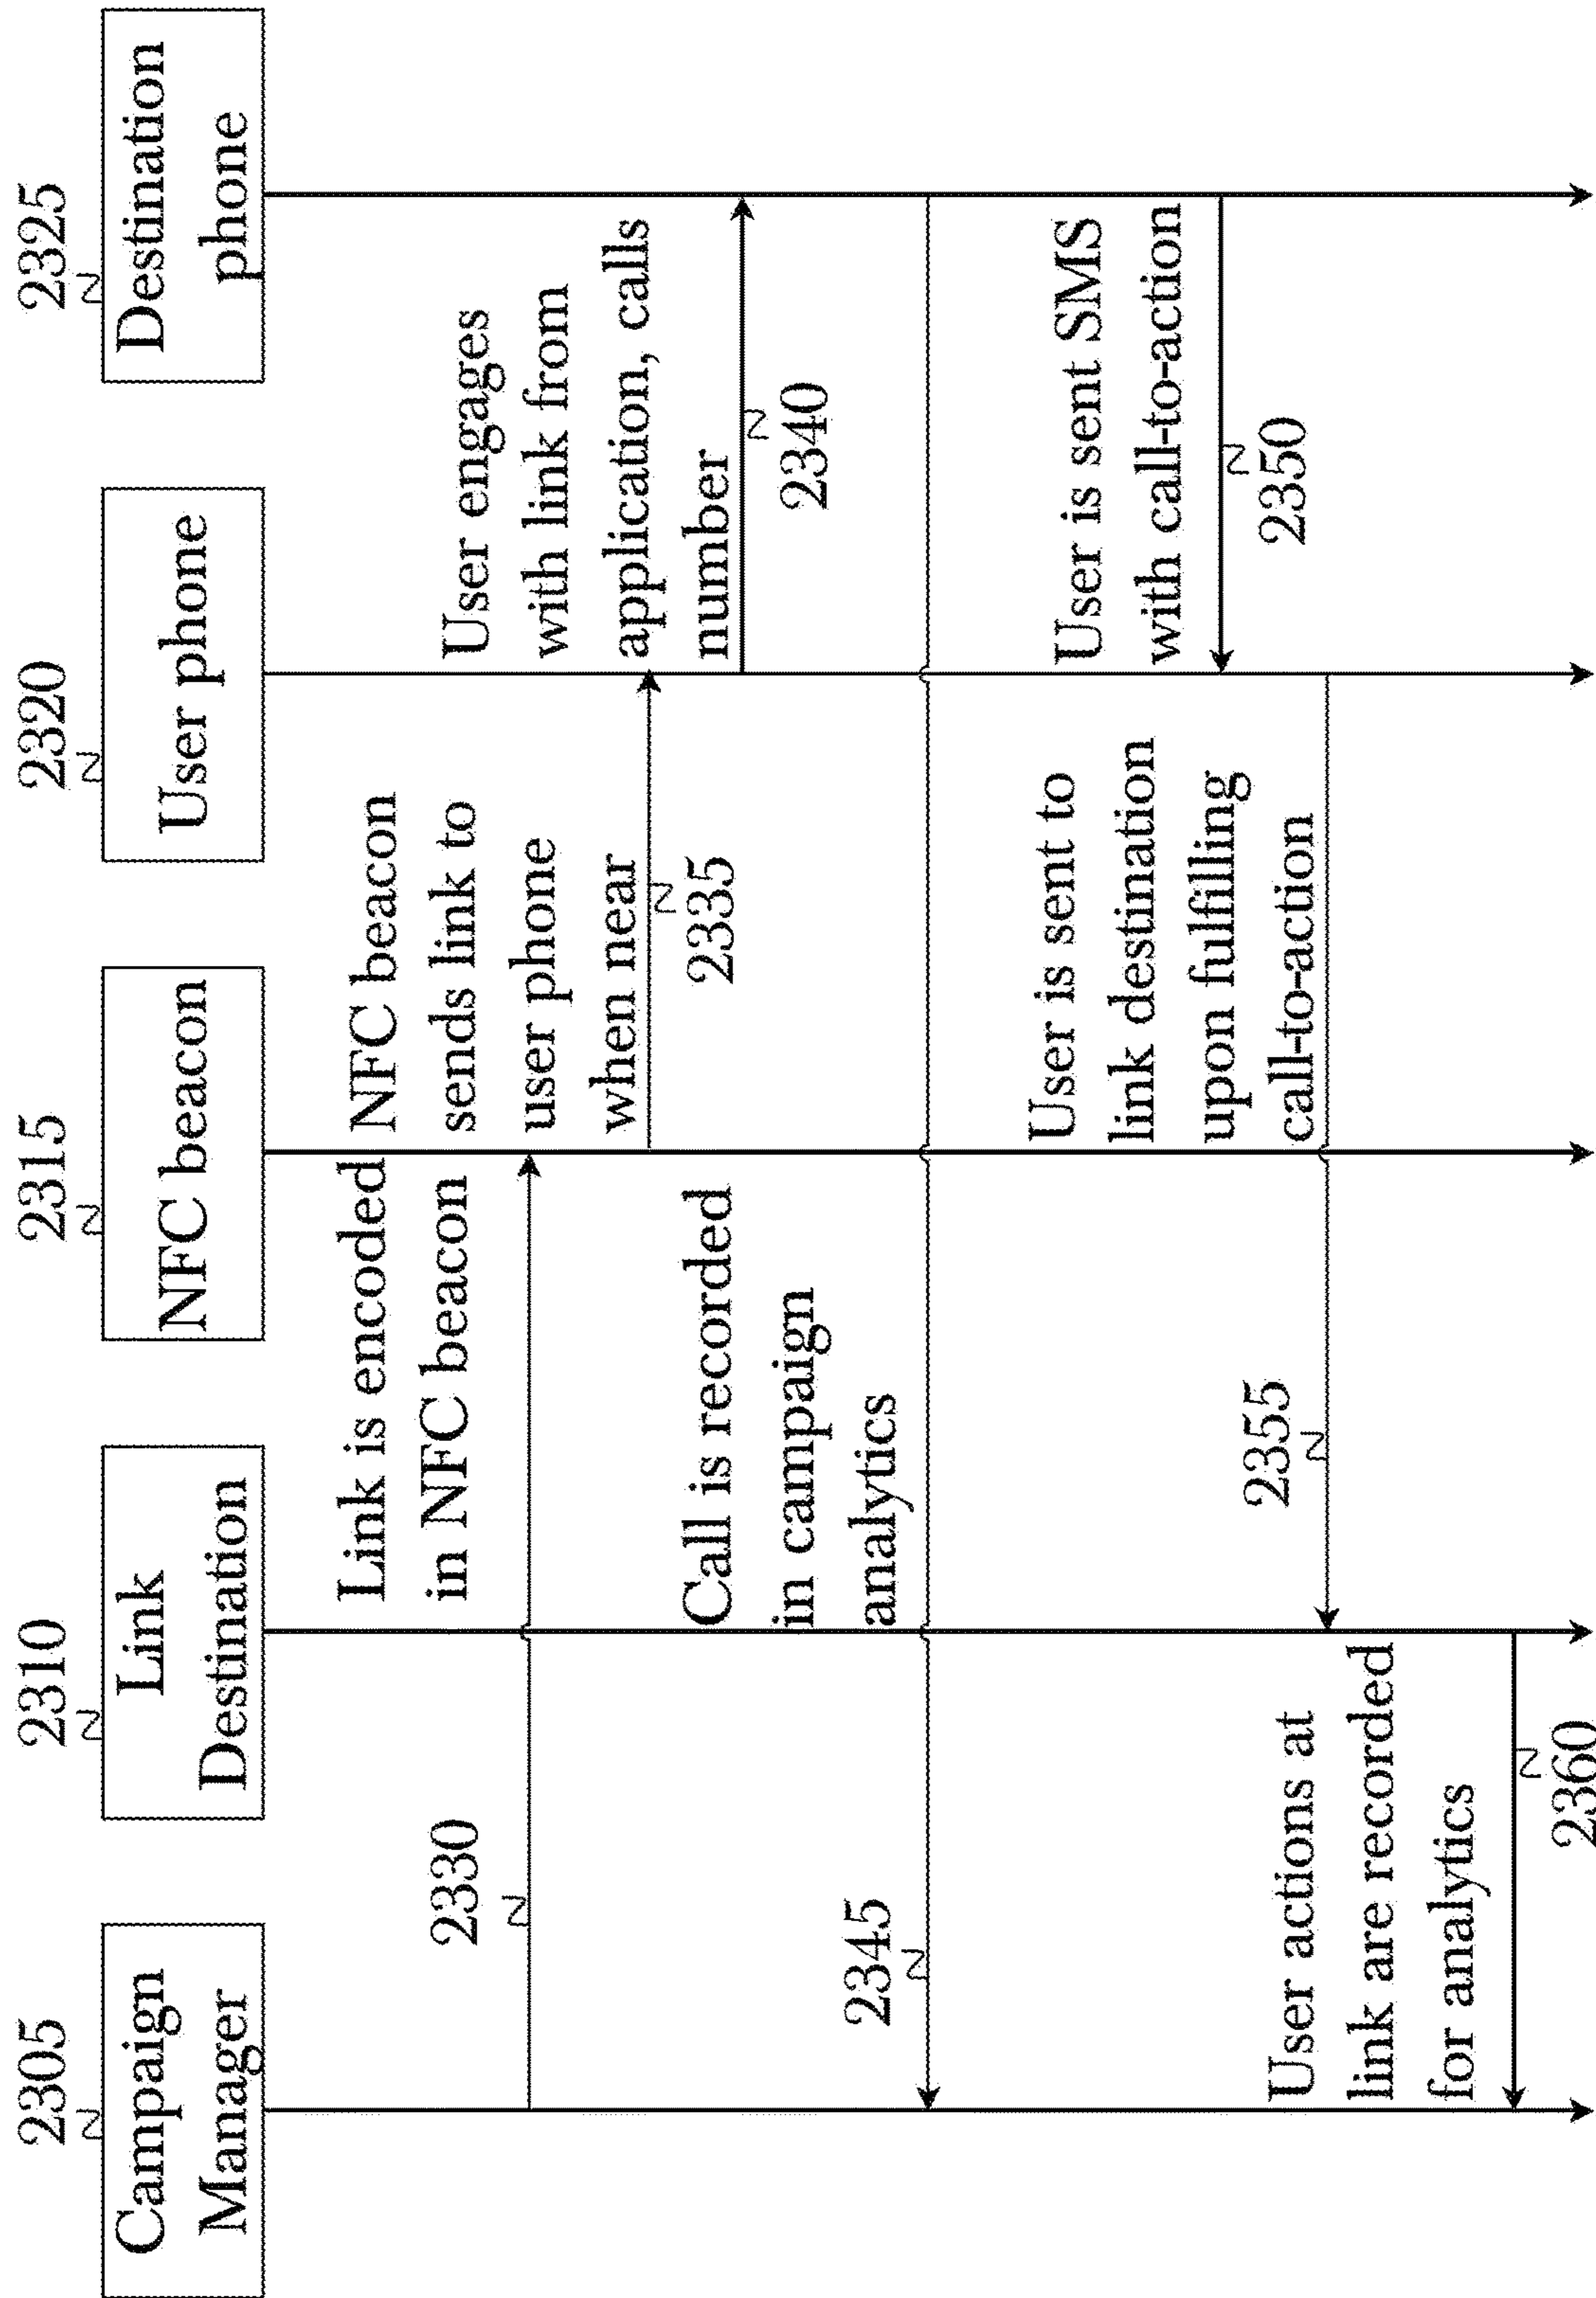 2305
Campaign
Manager
2310
Link
Destination
2315
NFC beacon
2320
User phone
2325
Destination
phone
Link is encoded
in NFC beacon
2330
NFC beacon
sends link to
user phone
when near
2335
User engages
with link from
application, calls
number
2340
Call is recorded
in campaign
analytics
2345
User is sent SMS
with call-to-action
2350
User is sent to
link destination
upon fulfilling
call-to-action
2355
User actions at
link are recorded
for analytics
2360